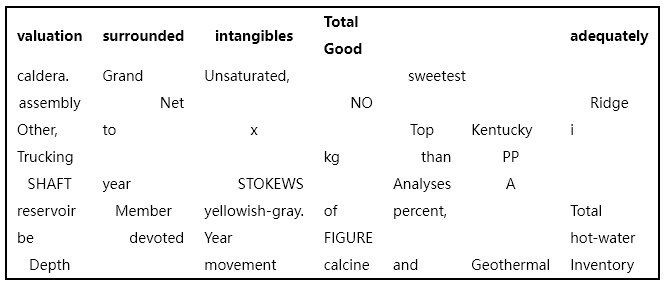 valuation surrounded intangibles Total Good adequately
caldera. Grand Unsaturated, sweetest
assembly Net NO Ridge
Other, to x Top Kentucky i
Trucking kg than PP
SHAFT year STOKEWS Analyses A
reservoir Member yellowish-gray. of percent, Total
be devoted Year FIGURE hot-water
Depth movement calcine and Geothermal Inventory